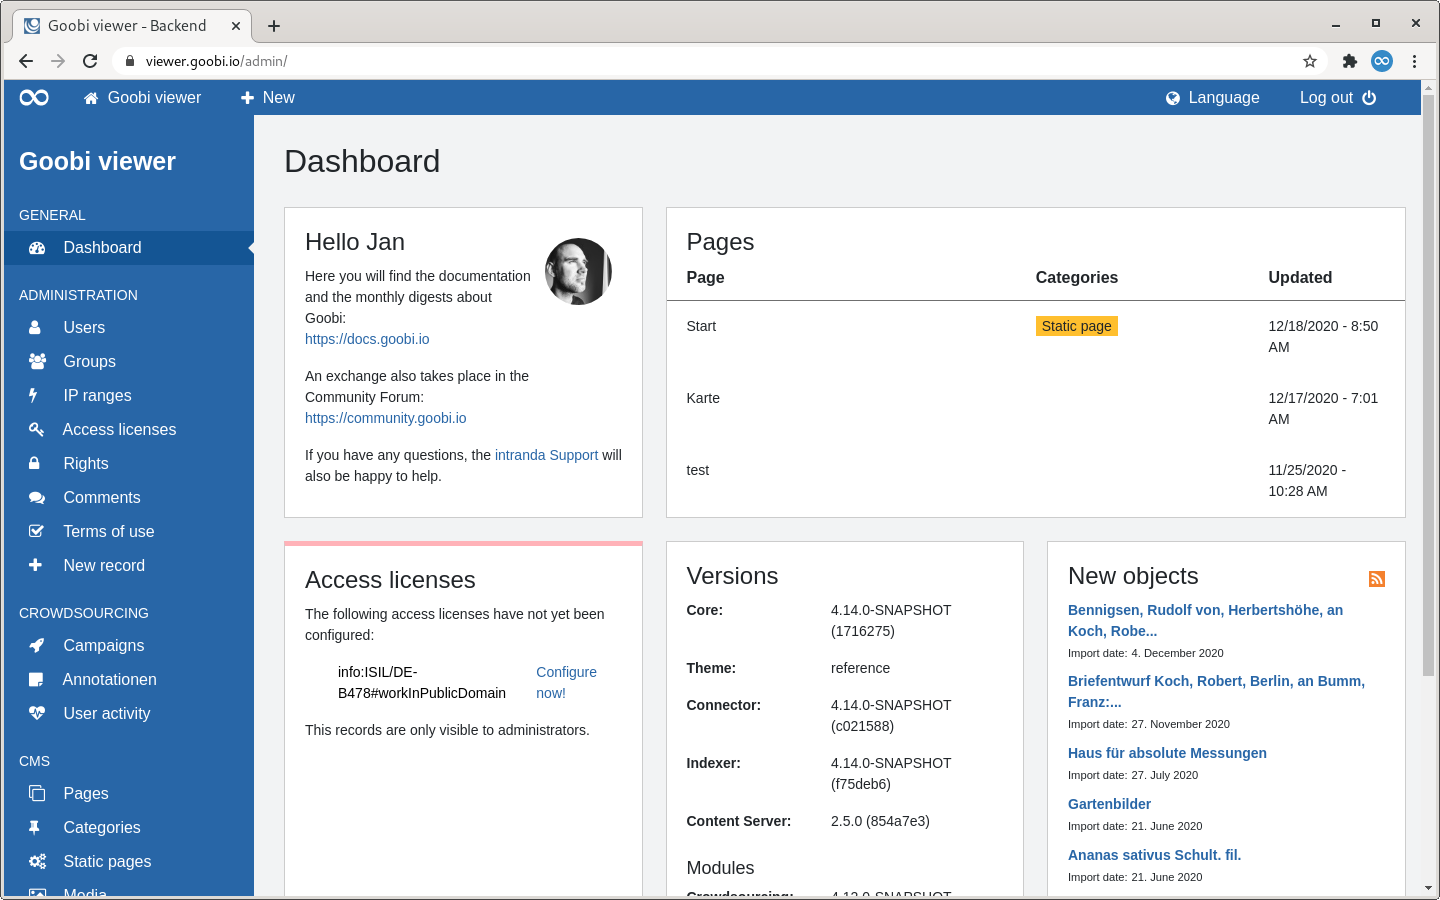 Goobi viewer - Backend
viewer.goobi.io/admin/
Goobi viewer
New
Language
Log out
Goobi viewer
GENERAL
Dashboard
ADMINISTRATION
Users
Groups
IP ranges
Access licenses
Rights
Comments
Terms of use
New record
CROWDSOURCING
Campaigns
Annotationen
User activity
CMS
Pages
Categories
Static pages
Media
Dashboard
Hello Jan
Here you will find the documentation
and the monthly digests about
Goobi:
https://docs.goobi.io
An exchange also takes place in the
Community Forum:
https://community.goobi.io
If you have any questions, the intranda Support will
also be happy to help.
Pages
Page Categories Updated
Start Static page 12/18/2020 - 8:50
AM
Karte 12/17/2020 - 7:01
AM
test 11/25/2020 -
10:28 AM
Access licenses
The following access licenses have not yet been
configured:
info:ISIL/DE- Configure
B478#workInPublicDomain now!
This records are only visible to administrators.
Versions
Core: 4.14.0-SNAPSHOT
(1716275)
Theme: reference
Connector: 4.14.0-SNAPSHOT
(c021588)
Indexer: 4.14.0-SNAPSHOT
(f75deb6)
Content Server: 2.5.0 (854a7e3)
Modules
Crowdsourcing: 4.12.0-SNAPSHOT
New objects
Bennigsen, Rudolf von, Herbertshöhe, an
Koch, Robe...
Import date: 4. December 2020
Briefentwurf Koch, Robert, Berlin, an Bumm,
Franz:...
Import date: 27. November 2020
Haus für absolute Messungen
Import date: 27. July 2020
Gartenbilder
Import date: 21. June 2020
Ananas sativus Schult. fil.
Import date: 21. June 2020